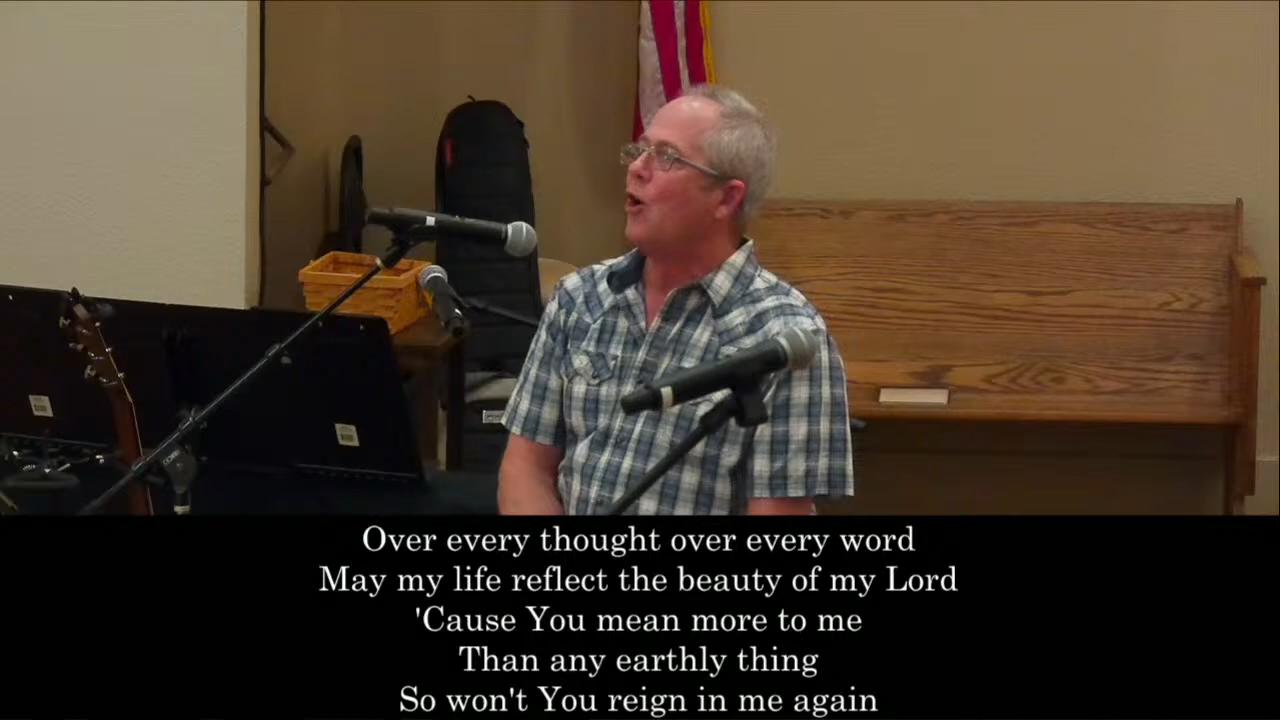 Over every thought over every word
May my life reflect the beauty of my Lord
'Cause You mean more to me
Than any earthly thing
So won't You reign in me again